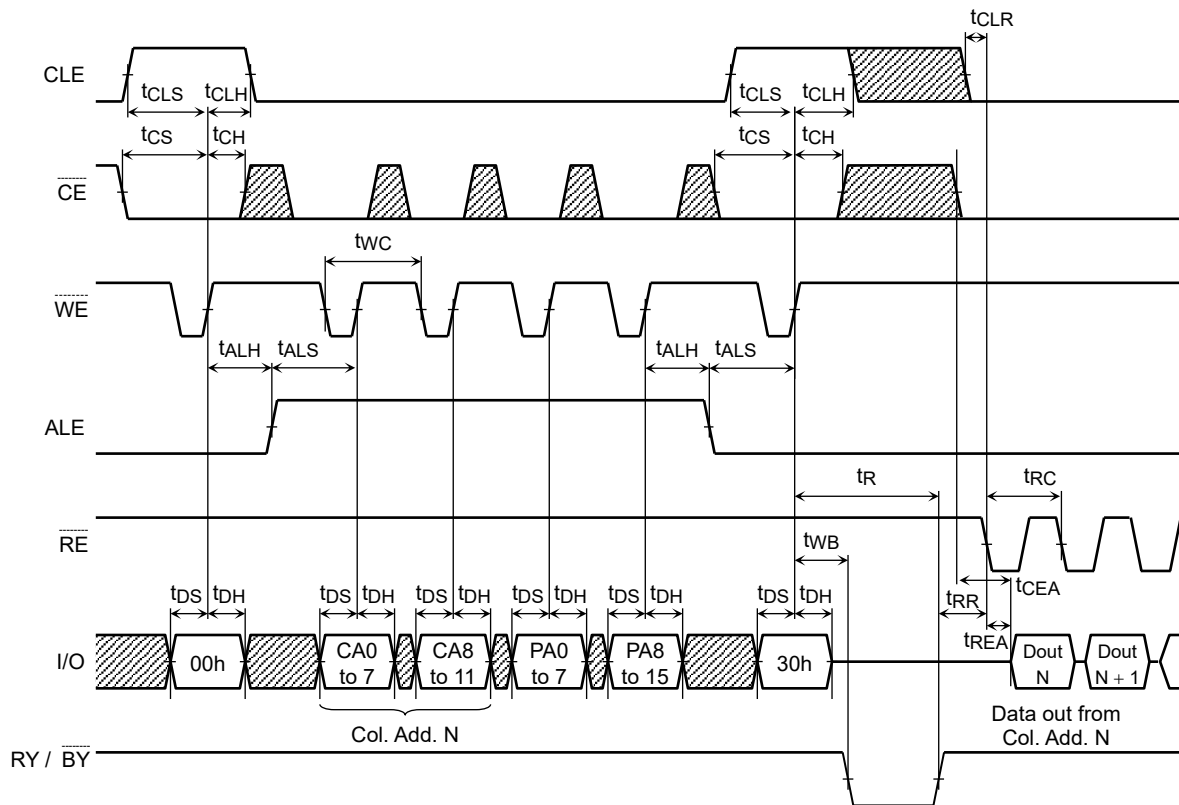 tCLR
CLE
tCLS tCLH tCLS tCLH
tCS tCH tCS tCH
CE
tWC
WE
tALH tALS tALH tALS
ALE
tR tRC
RE
tWB
tCEA
tDS tDH tDS tDH tDS tDH tDS tDH tDS tDH tDS tDH tRR
tREA
I/O 00h CA0 to 7 CA8 to 11 PA0 to 7 PA8 to 15 30h Dout N Dout N + 1
Col. Add. N
Data out from
Col. Add. N
RY / BY